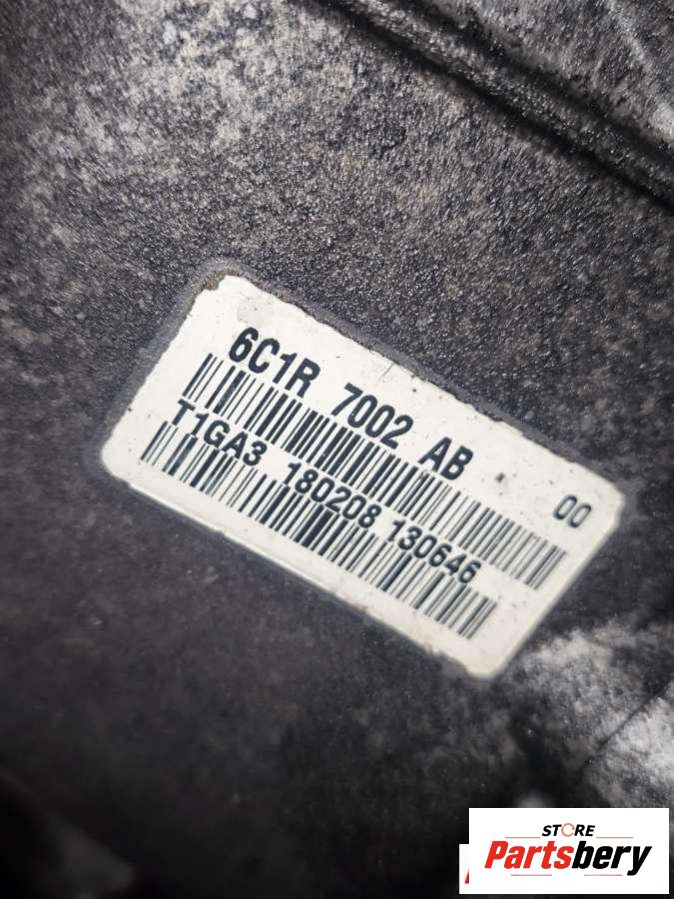 6C1R 7002 AB
00
T1GA3 180208 130646
STORE
Partsbery